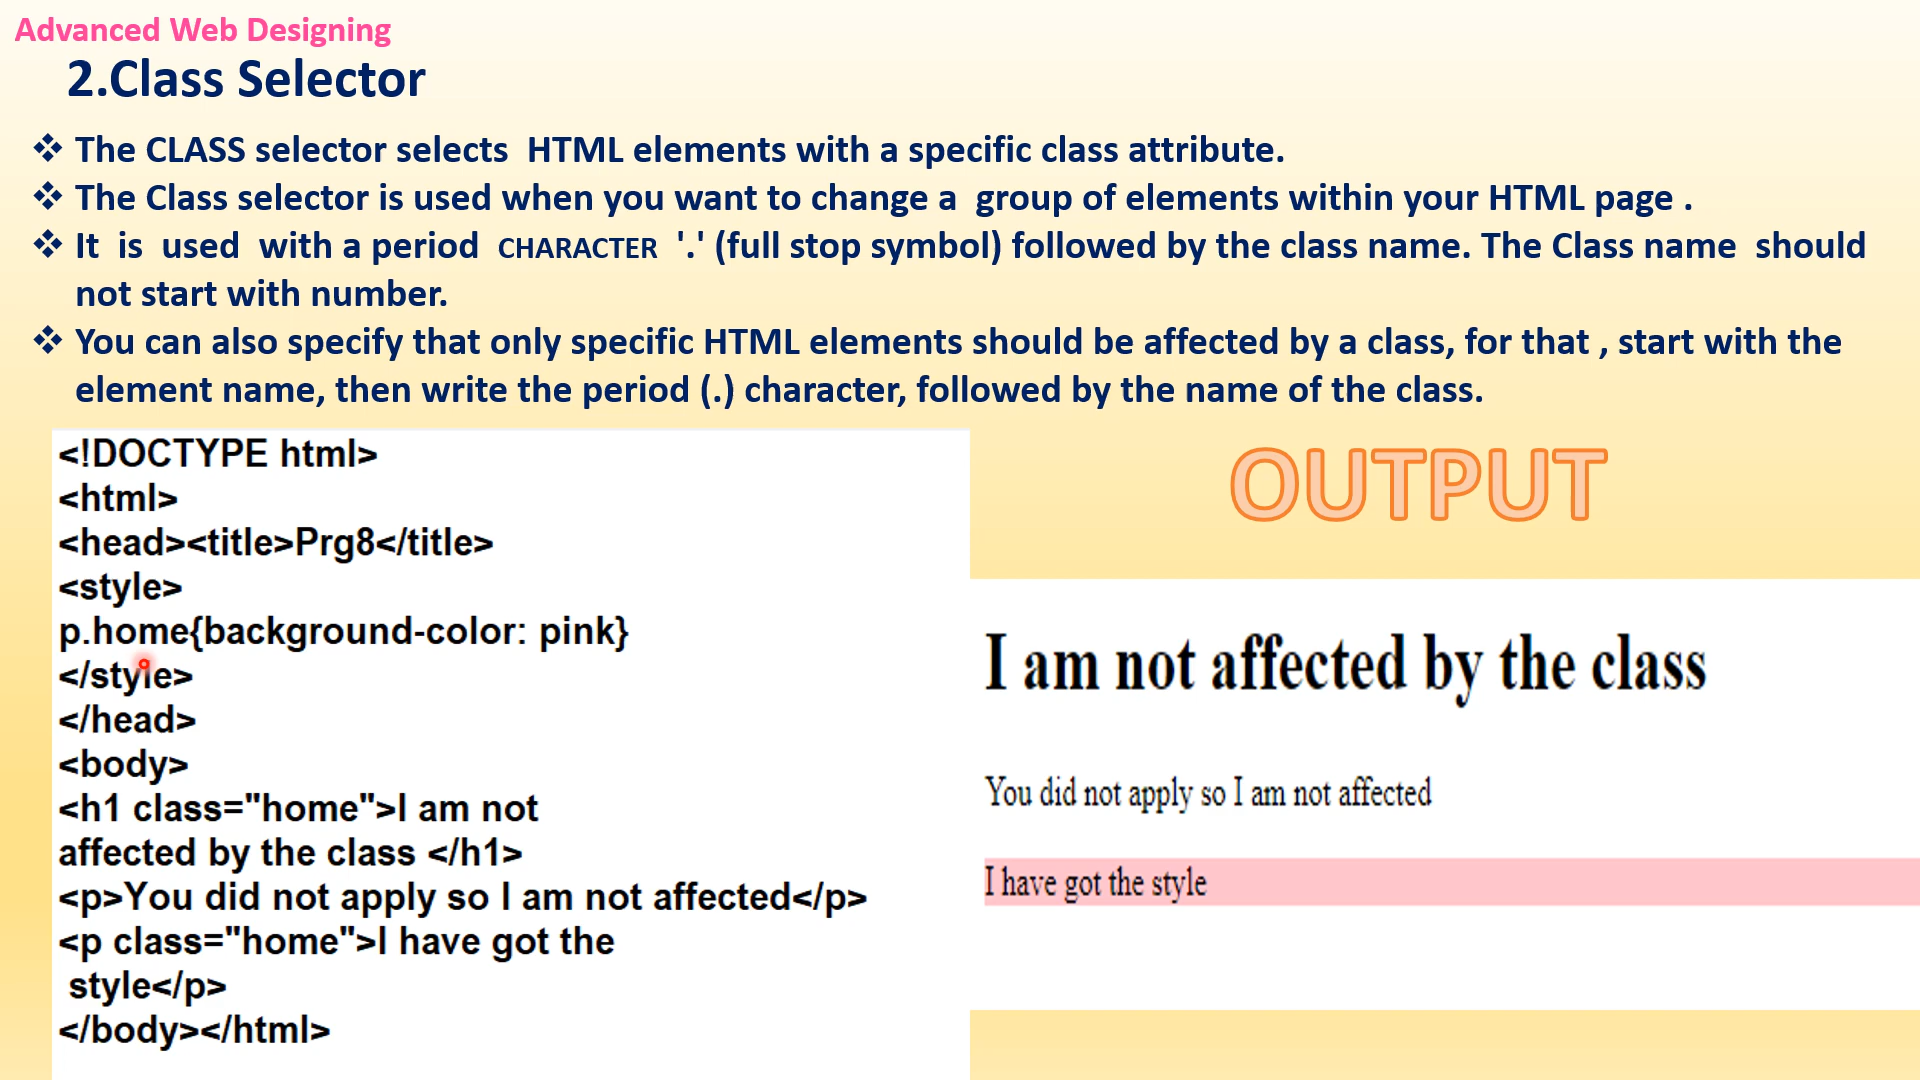 Advanced Web Designing
2.Class Selector
❖ The CLASS selector selects HTML elements with a specific class attribute.
❖ The Class selector is used when you want to change a group of elements within your HTML page .
❖ It is used with a period CHARACTER '.' (full stop symbol) followed by the class name. The Class name should
not start with number.
❖ You can also specify that only specific HTML elements should be affected by a class, for that , start with the
element name, then write the period (.) character, followed by the name of the class.
<!DOCTYPE html>
<html>
<head><title>Prg8</title>
<style>
p.home{background-color: pink}
</style>
</head>
<body>
<h1 class="home">I am not
affected by the class </h1>
<p>You did not apply so I am not affected</p>
<p class="home">I have got the
style</p>
</body></html>
OUTPUT
I am not affected by the class
You did not apply so I am not affected
I have got the style